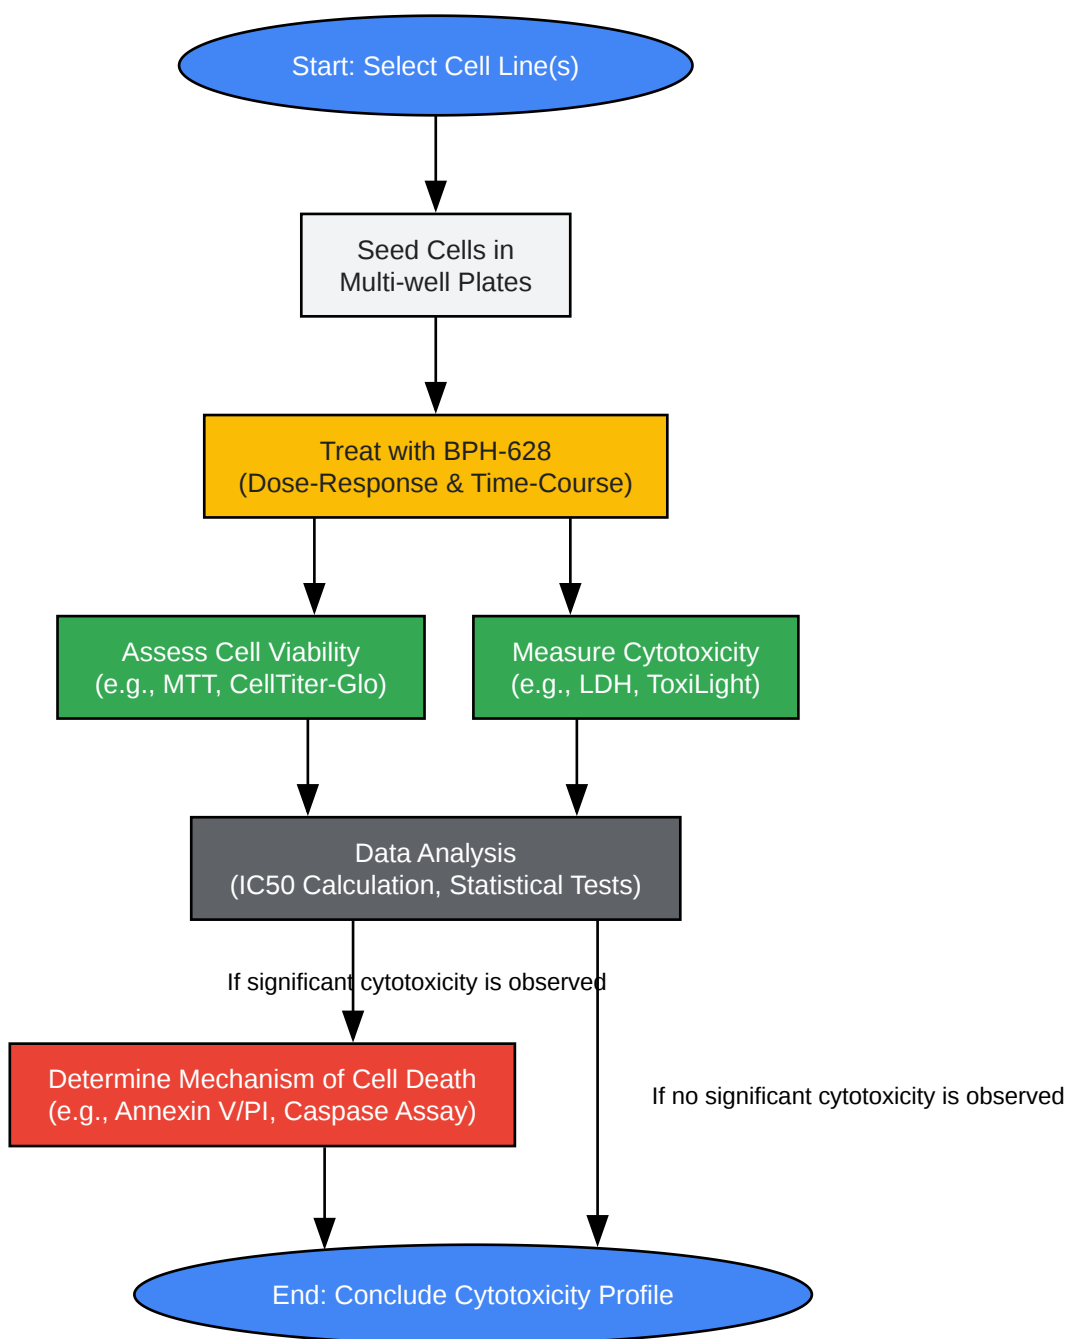 Start: Select Cell Line(s)
Seed Cells in
Multi-well Plates
Treat with BPH-628
(Dose-Response & Time-Course)
Assess Cell Viability
(e.g., MTT, CellTiter-Glo)
Measure Cytotoxicity
(e.g., LDH, ToxiLight)
Data Analysis
(IC50 Calculation, Statistical Tests)
If significant cytotoxicity is observed
Determine Mechanism of Cell Death
(e.g., Annexin V/PI, Caspase Assay)
If no significant cytotoxicity is observed
End: Conclude Cytotoxicity Profile